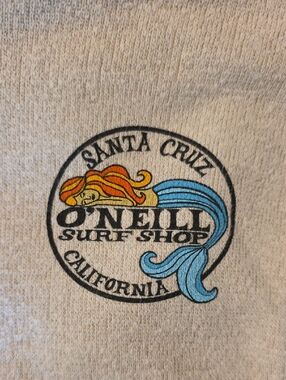 SANTA CRUZ
O'NEILL
SURF SHOP
CALIFORNIA